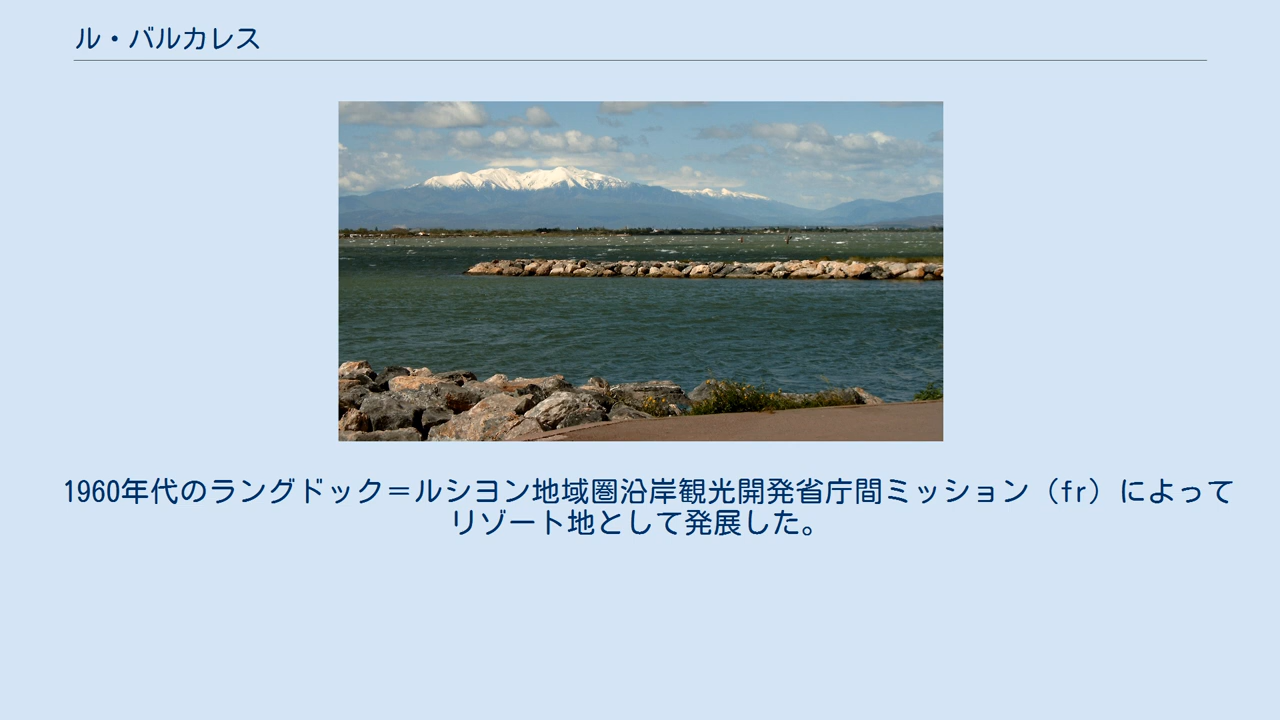 ル・バルカレス
1960年代のラングドック＝ルシヨン地域圏沿岸観光開発省庁間ミッション（fr）によって
リゾート地として発展した。